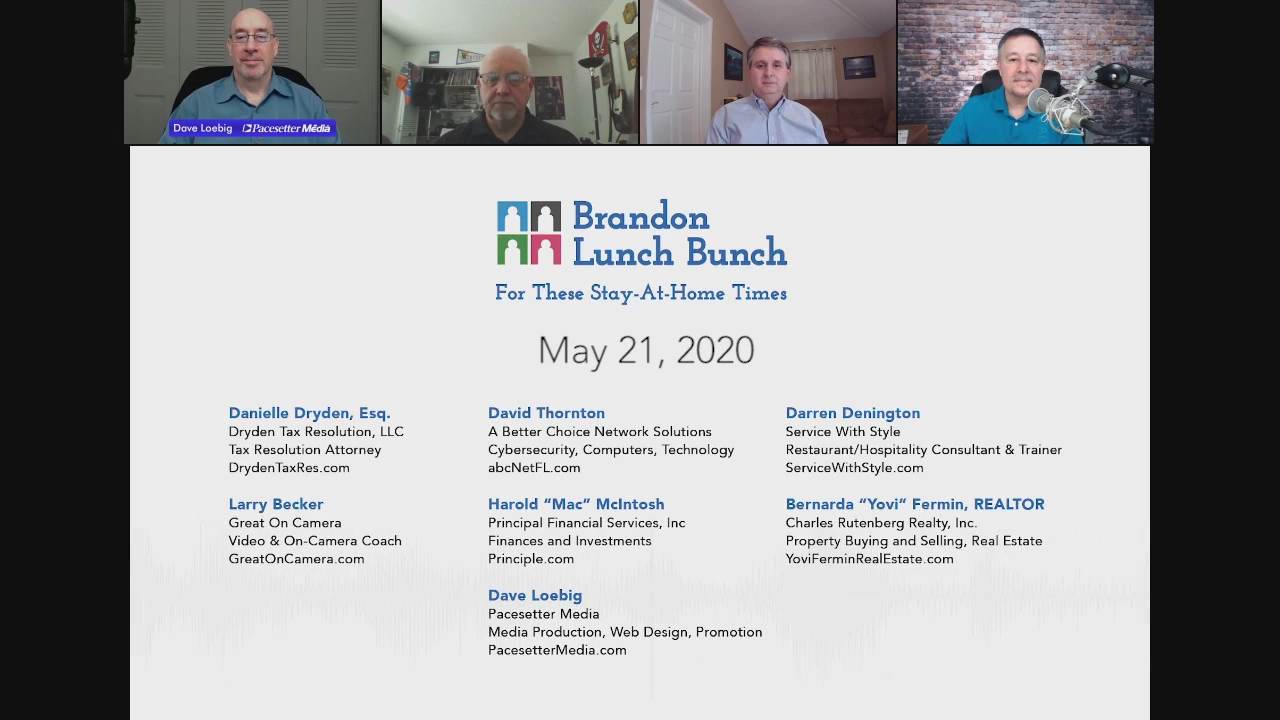 Dave Loebig Pacesetter Média
Brandon
Lunch Bunch
For These Stay-At-Home Times
May 21, 2020
Danielle Dryden, Esq.
Dryden Tax Resolution, LLC
Tax Resolution Attorney
DrydenTaxRes.com
David Thornton
A Better Choice Network Solutions
Cybersecurity, Computers, Technology
abcNetFL.com
Darren Denington
Service With Style
Restaurant/Hospitality Consultant & Trainer
ServiceWithStyle.com
Larry Becker
Great On Camera
Video & On-Camera Coach
GreatOnCamera.com
Harold “Mac” McIntosh
Principal Financial Services, Inc
Finances and Investments
Principle.com
Bernarda “Yovi” Fermin, REALTOR
Charles Rutenberg Realty, Inc.
Property Buying and Selling, Real Estate
YoviFerminRealEstate.com
Dave Loebig
Pacesetter Media
Media Production, Web Design, Promotion
PacesetterMedia.com